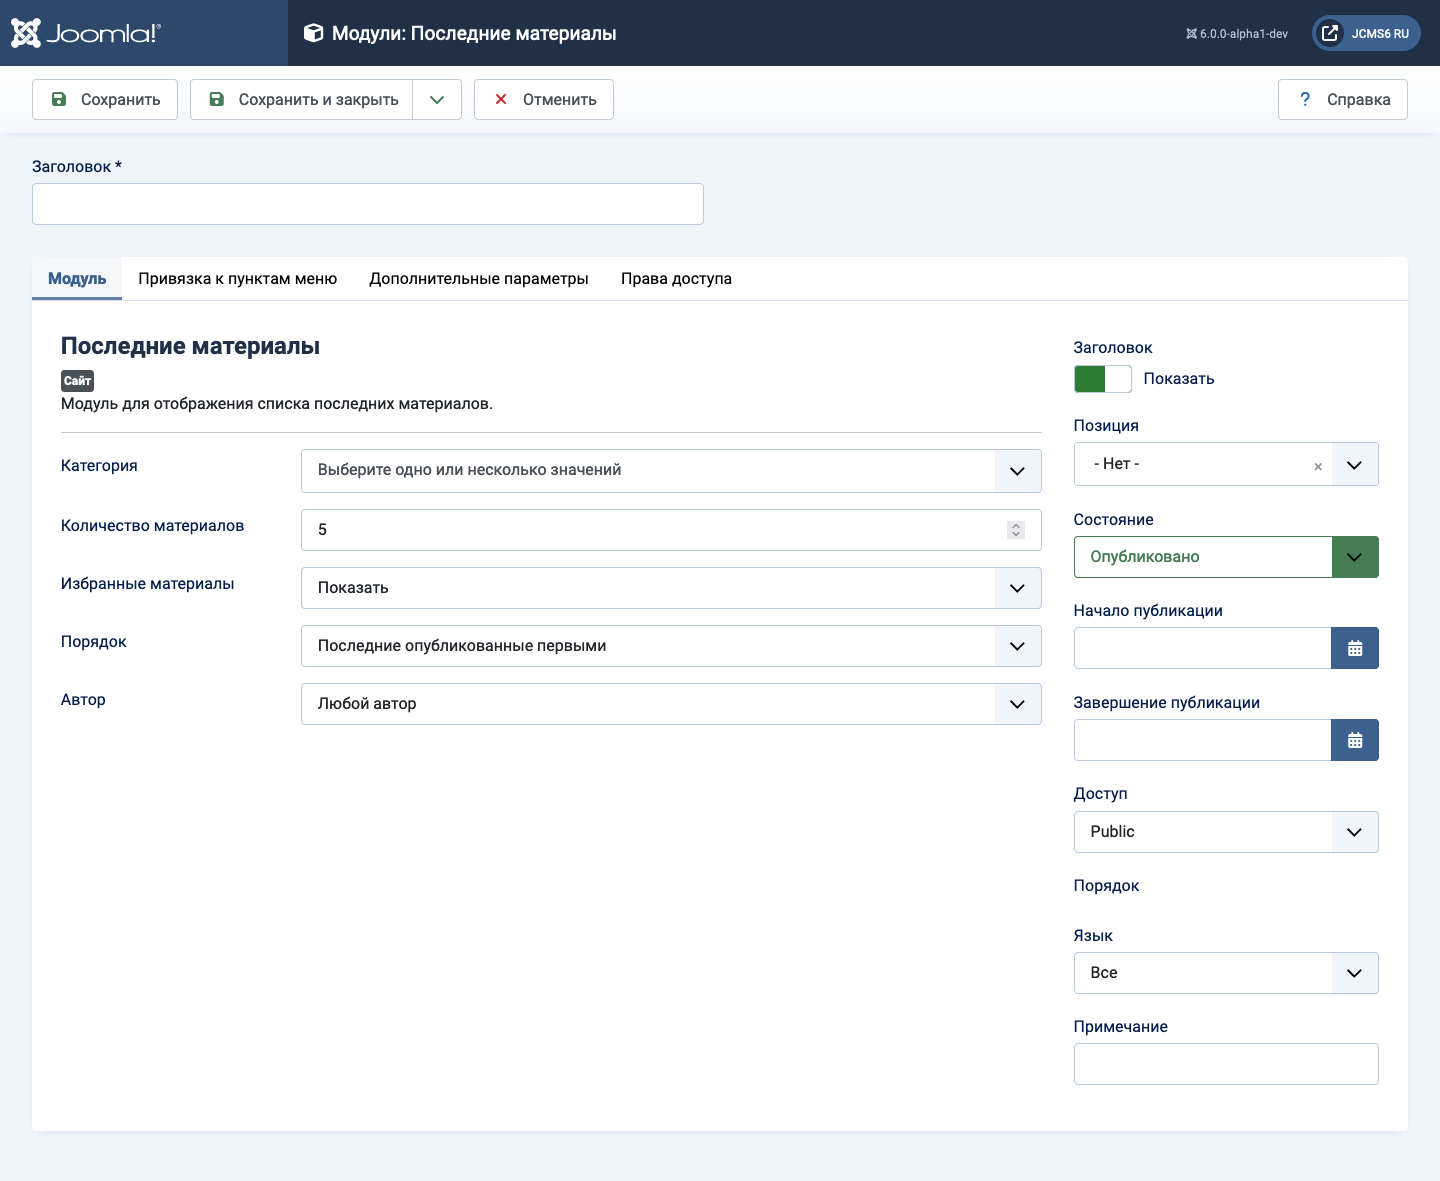 Joomla!®
Модули: Последние материалы
6.0.0-alpha1-dev
JCMS6 RU
Сохранить
Сохранить и закрыть
Отменить
? Справка
Заголовок *
Модуль
Привязка к пунктам меню
Дополнительные параметры
Права доступа
Последние материалы
Сайт
Модуль для отображения списка последних материалов.
Категория
Выберите одно или несколько значений
Количество материалов
5
Избранные материалы
Показать
Порядок
Последние опубликованные первыми
Автор
Любой автор
Заголовок
Показать
Позиция
- Нет -
×
Состояние
Опубликовано
Начало публикации
Завершение публикации
Доступ
Public
Порядок
Язык
Все
Примечание